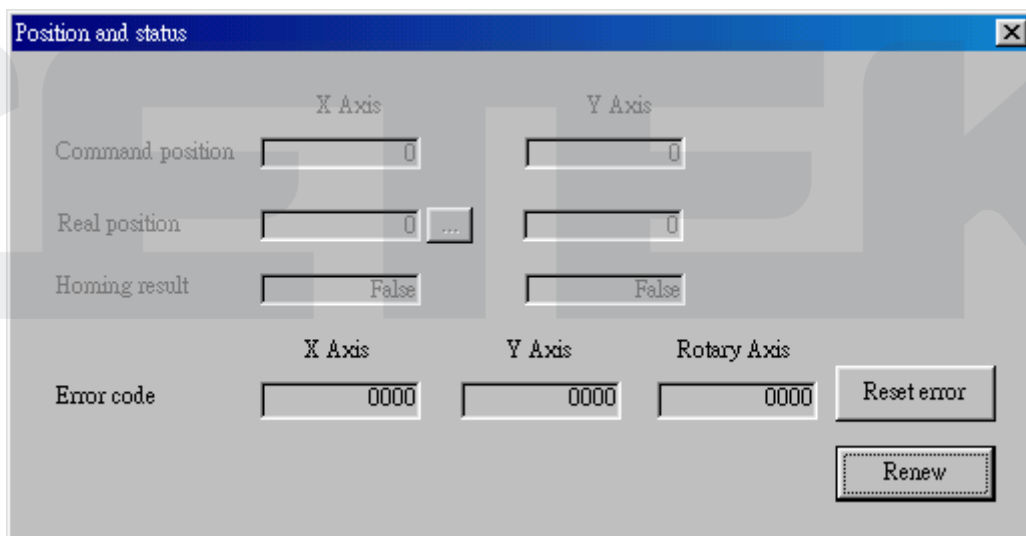 Position and status
X Axis Y Axis
Command position 0 0
Real position 0 ... 0
Homing result False False
X Axis Y Axis Rotary Axis
Error code 0000 0000 0000 Reset error
Renew